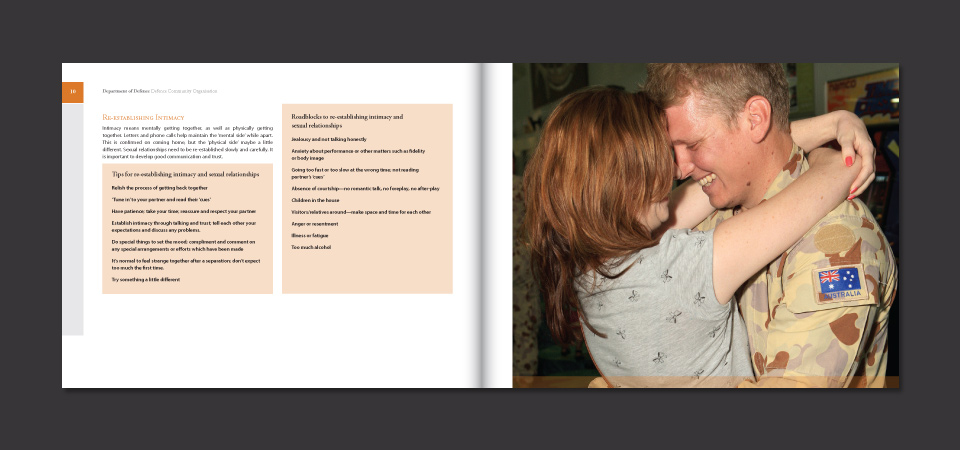 10
Department of Defence Defence Community Organisation
Re-establishing Intimacy
Intimacy means mentally getting together, as well as physically getting
together. Letters and phone calls help maintain the 'mental side' while apart.
This is confirmed on coming home, but the 'physical side' maybe a little
different. Sexual relationships need to be re-established slowly and carefully. It
is important to develop good communication and trust.
Tips for re-establishing intimacy and sexual relationships
Relish the process of getting back together
'Tune in' to your partner and read their 'cues'
Have patience; take your time; reassure and respect your partner
Establish intimacy through talking and trust; tell each other your
expectations and discuss any problems.
Do special things to set the mood; compliment and comment on
any special arrangements or efforts which have been made
It's normal to feel strange together after a separation; don't expect
too much the first time.
Try something a little different
Roadblocks to re-establishing intimacy and
sexual relationships
Jealousy and not talking honestly
Anxiety about performance or other matters such as fidelity
or body image
Going too fast or too slow at the wrong time; not reading
partner's 'cues'
Absence of courtship—no romantic talk, no foreplay, no after-play
Children in the house
Visitors/relatives around—make space and time for each other
Anger or resentment
Illness or fatigue
Too much alcohol
AUSTRALIA